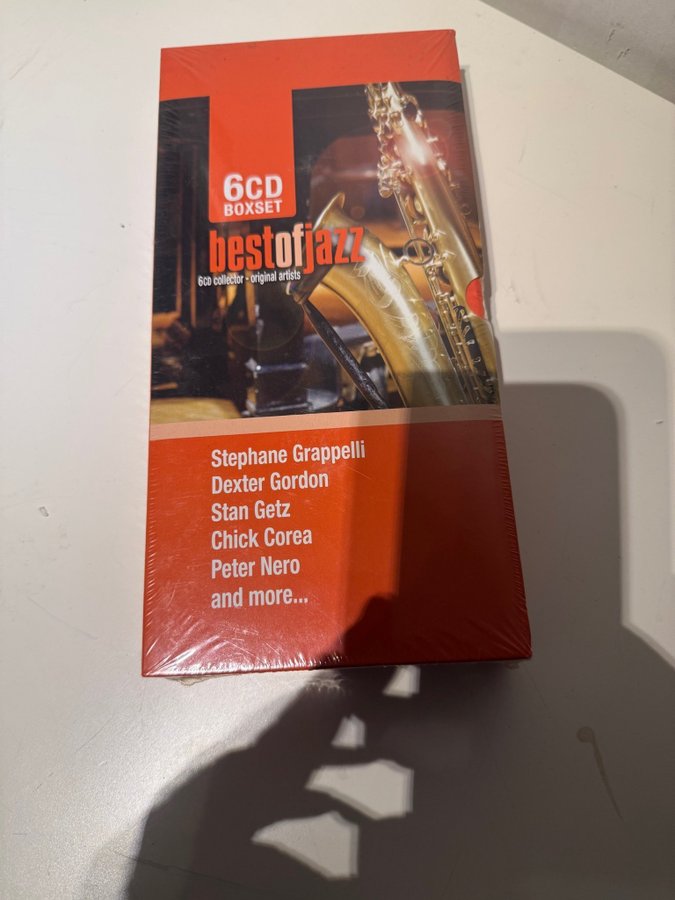 6CD
BOXSET
bestofjazz
6CD collector - original artists
Stephane Grappelli
Dexter Gordon
Stan Getz
Chick Corea
Peter Nero
and more...